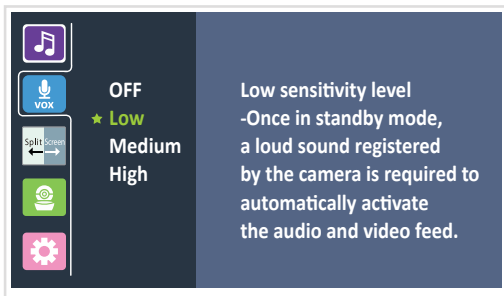 VOX
Split Screen
OFF
Low
Medium
High
Low sensitivity level
-Once in standby mode,
a loud sound registered
by the camera is required to
automatically activate
the audio and video feed.